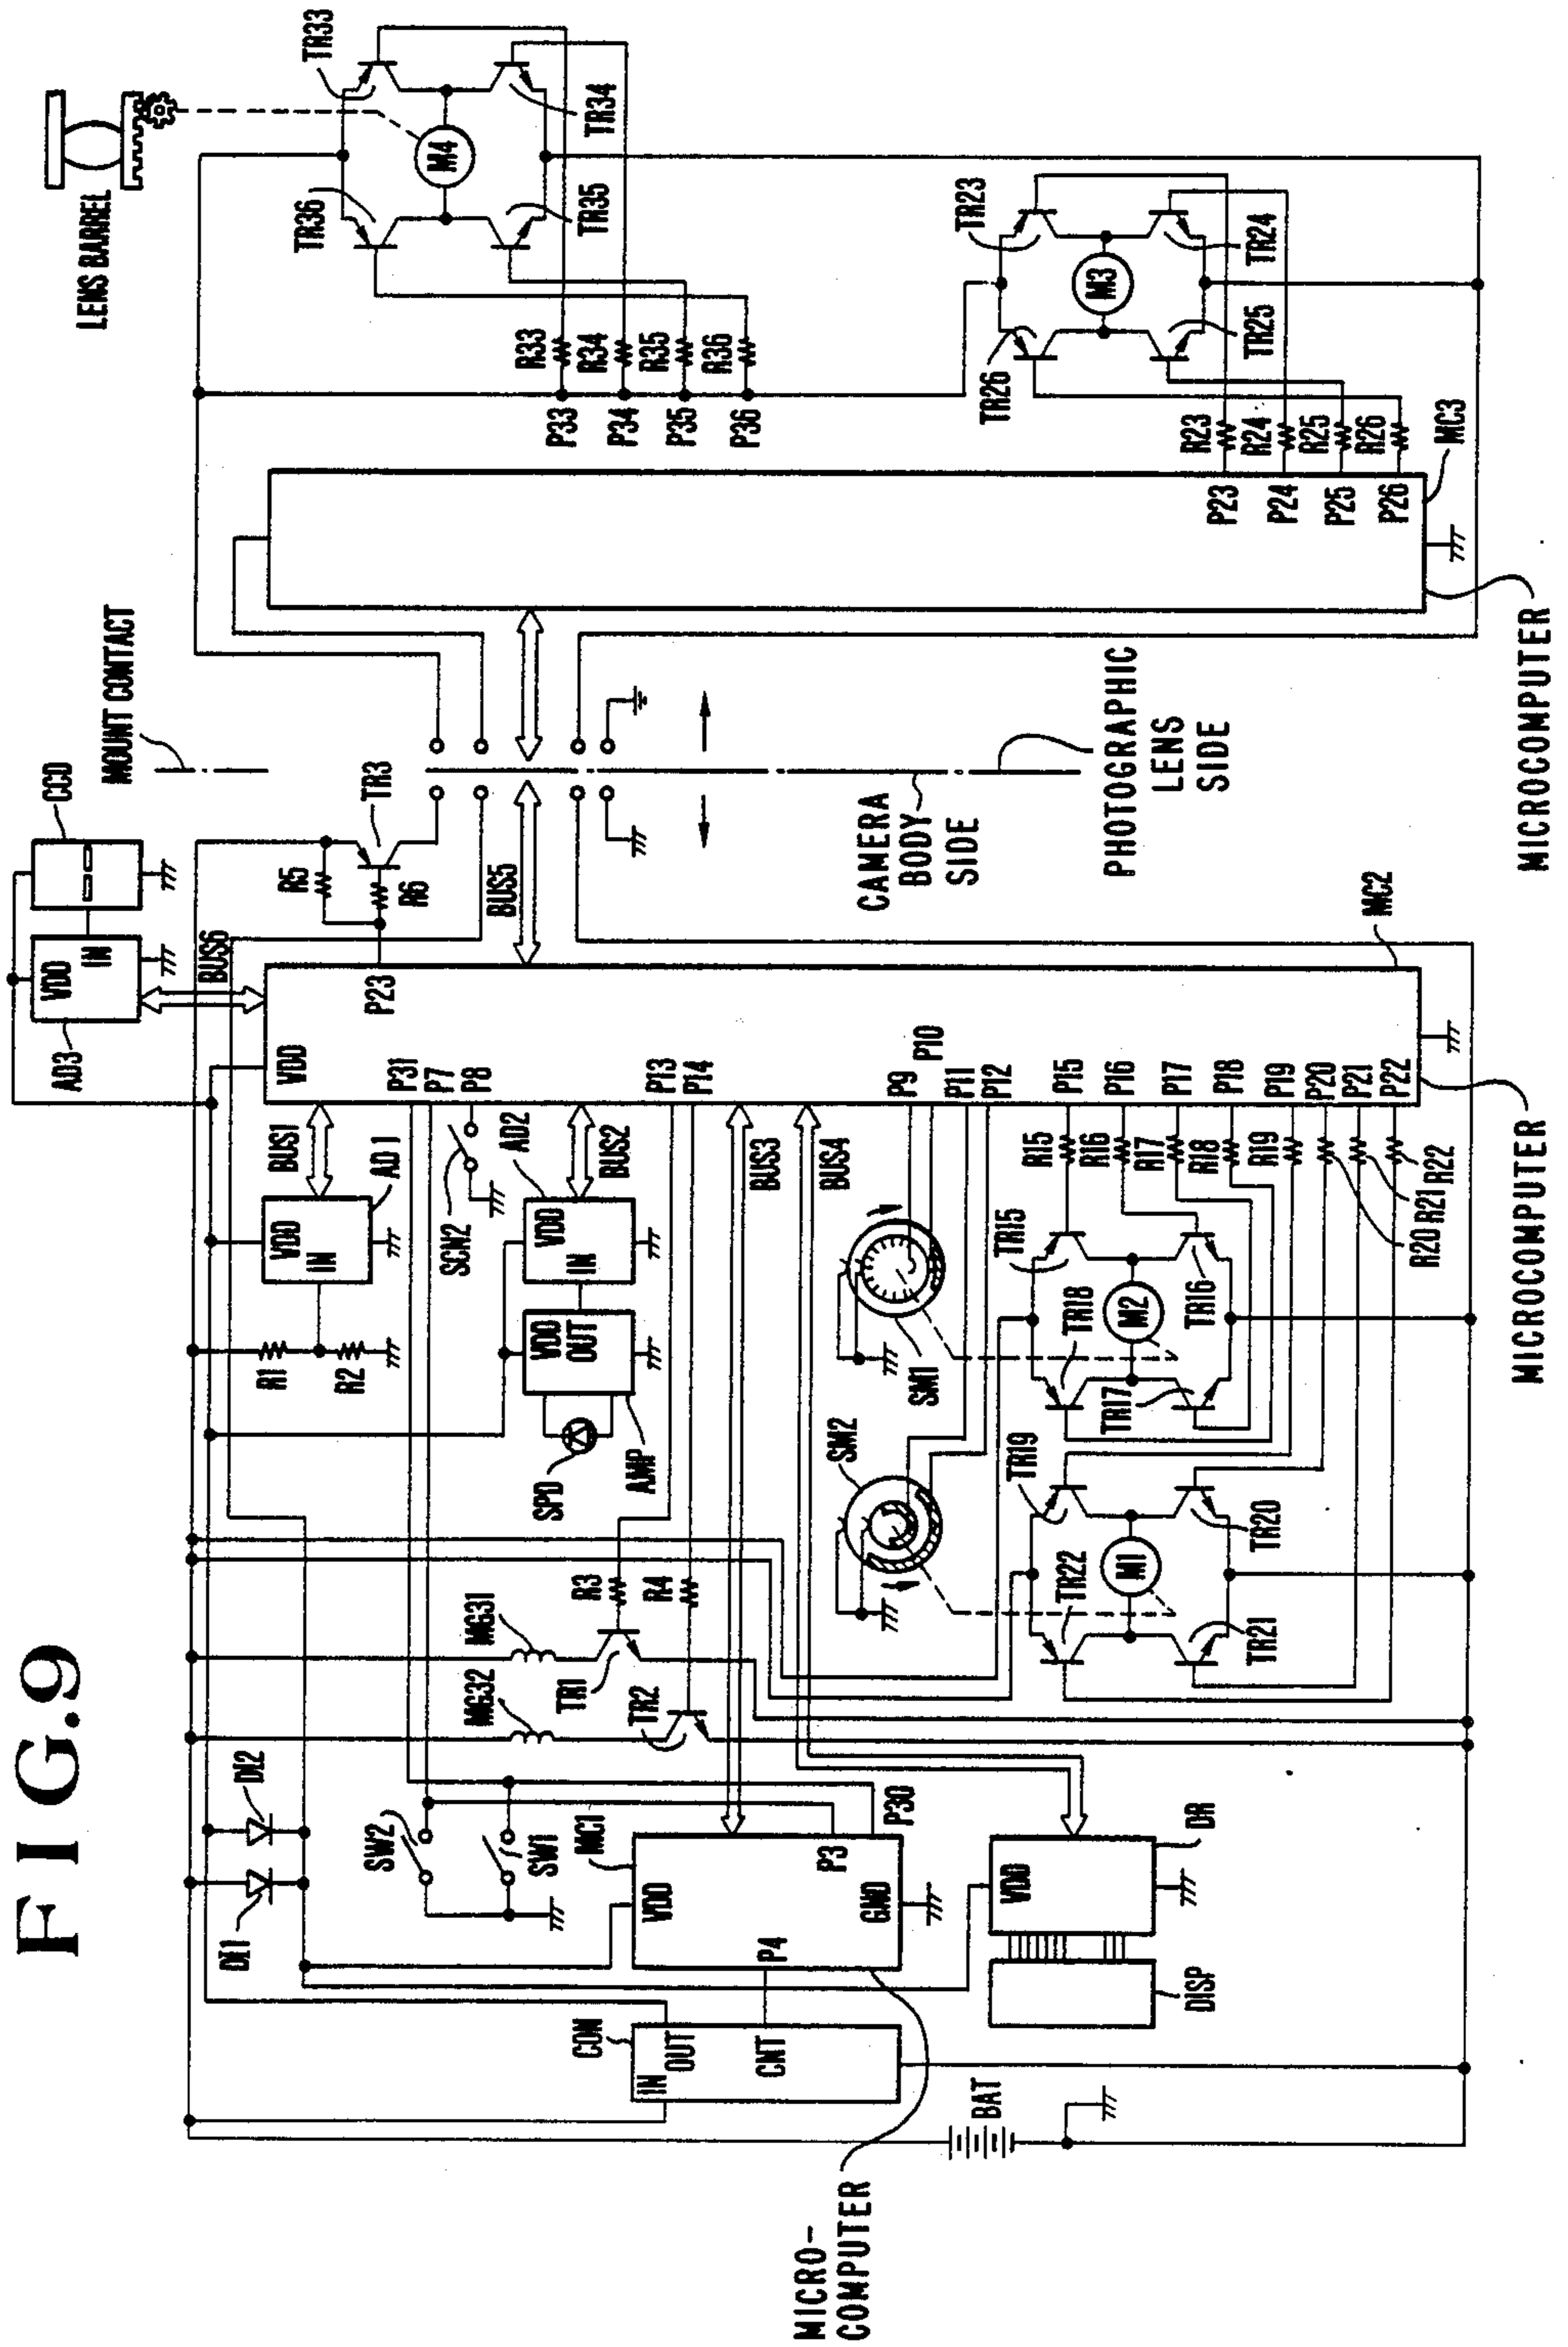 FIG.9
LENS BARREL
TR33
TR36
M4
TR34
TR35
R33
R34
R35
R36
P33
P34
P35
P36
TR23
TR26
M3
TR24
TR25
R23
R24
R25
R26
P23
P24
P25
P26
MC3
MICROCOMPUTER
MOUNT CONTACT
CCD
TR3
R5
R6
BUS5
CAMERA
BODY
SIDE
PHOTOGRAPHIC
LENS
SIDE
VDD
IN
AD3
BUS6
P23
MC2
VDD
P31
P7
P8
P13
P14
P9
P10
P11
P12
P15
P16
P17
P18
P19
P20
P21
P22
MICROCOMPUTER
BUS1
VDD
IN
AD1
R1
R2
SCN2
AD2
VDD
IN
BUS2
VDD
OUT
AMP
SPD
BUS3
BUS4
SM1
SM2
R15
R16
R17
R18
R19
R20
R21
R22
TR15
TR18
M2
TR16
TR17
TR19
TR22
M1
TR20
TR21
MG31
MG32
R3
R4
TR1
TR2
DI2
DI1
SW2
SW1
MC1
VDD
P3
P30
P4
GND
DR
VDD
DISP
CON
IN
OUT
CNT
BAT
MICRO-
COMPUTER